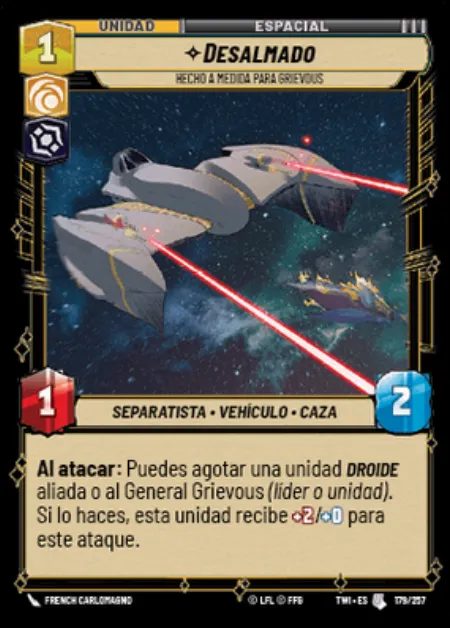 UNIDAD
ESPACIAL
1
DESALMADO
HECHO A MEDIDA PARA GRIEVOUS
1
SEPARATISTA • VEHÍCULO • CAZA
2
Al atacar: Puedes agotar una unidad DROIDE
aliada o al General Grievous (líder o unidad).
Si lo haces, esta unidad recibe +2/+0 para
este ataque.
FRENCH CARLOMAGNO
© LFL © FFG
TWI • ES
179/257